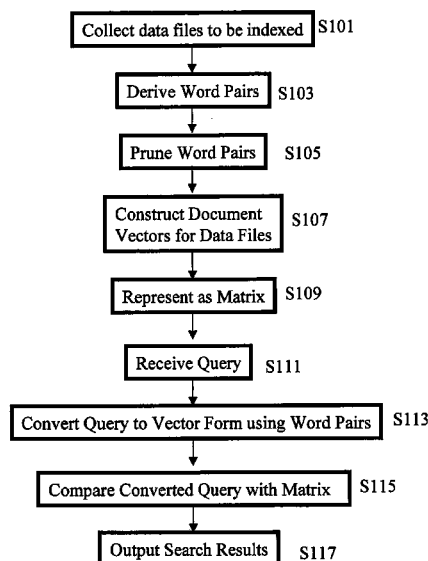 Collect data files to be indexed S101
Derive Word Pairs S103
Prune Word Pairs S105
Construct Document
Vectors for Data Files S107
Represent as Matrix S109
Receive Query S111
Convert Query to Vector Form using Word Pairs S113
Compare Converted Query with Matrix S115
Output Search Results S117